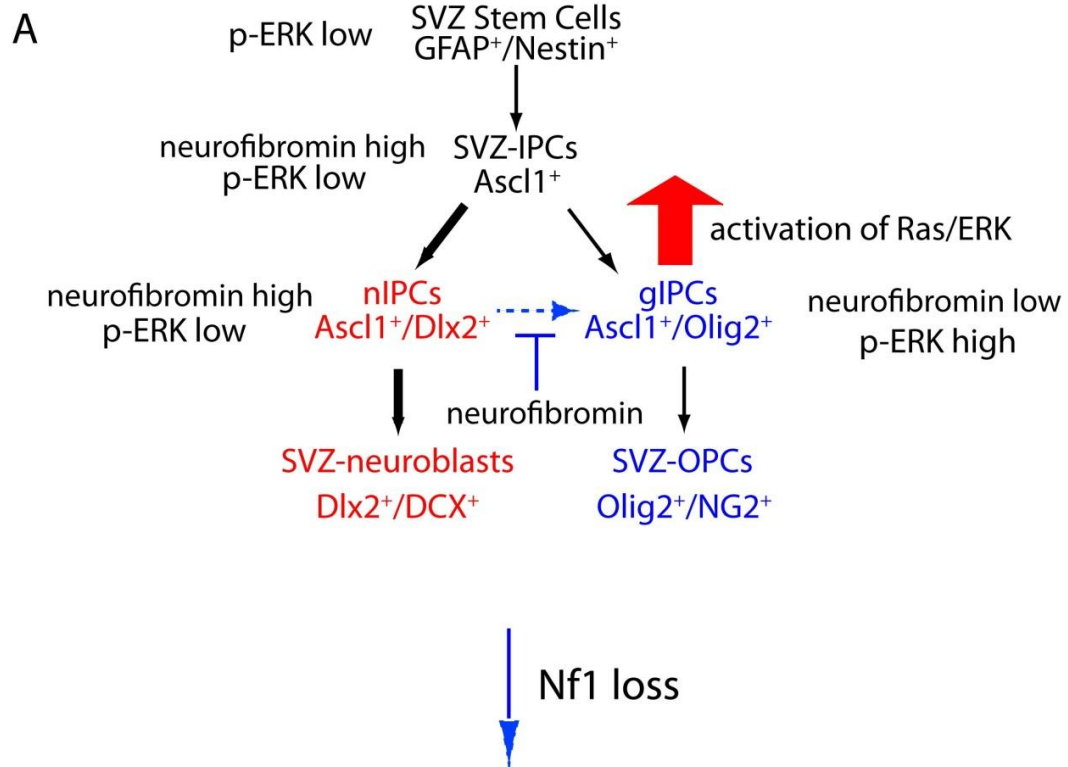 A
SVZ Stem Cells
p-ERK low
GFAP⁺/Nestin⁺
neurofibromin high
SVZ-IPCs
p-ERK low
Ascl1⁺
activation of Ras/ERK
neurofibromin high
nIPCs
gIPCs
neurofibromin low
p-ERK low
Ascl1⁺/Dlx2⁺
Ascl1⁺/Olig2⁺
p-ERK high
neurofibromin
SVZ-neuroblasts
SVZ-OPCs
Dlx2⁺/DCX⁺
Olig2⁺/NG2⁺
Nf1 loss